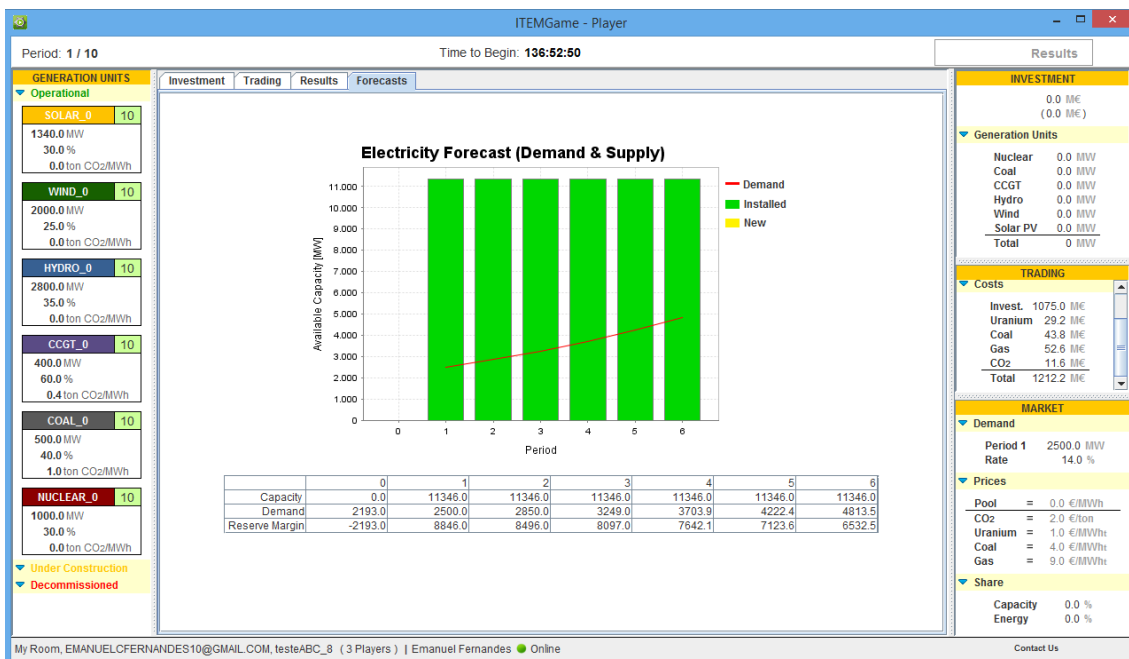 ITEMGame - Player
Period: 1 / 10
Time to Begin: 136:52:50
Results
GENERATION UNITS
Operational
SOLAR_0 10
1340.0 MW
30.0 %
0.0 ton CO2/MWh
WIND_0 10
2000.0 MW
25.0 %
0.0 ton CO2/MWh
HYDRO_0 10
2800.0 MW
35.0 %
0.0 ton CO2/MWh
CCGT_0 10
400.0 MW
60.0 %
0.4 ton CO2/MWh
COAL_0 10
500.0 MW
40.0 %
1.0 ton CO2/MWh
NUCLEAR_0 10
1000.0 MW
30.0 %
0.0 ton CO2/MWh
Under Construction
Decommissioned
Investment Trading Results Forecasts
Electricity Forecast (Demand & Supply)
Available Capacity [MW]
11.000
10.000
9.000
8.000
7.000
6.000
5.000
4.000
3.000
2.000
1.000
0
0 1 2 3 4 5 6
Period
Demand
Installed
New
0 1 2 3 4 5 6
Capacity 0.0 11346.0 11346.0 11346.0 11346.0 11346.0 11346.0
Demand 2193.0 2500.0 2850.0 3249.0 3703.9 4222.4 4813.5
Reserve Margin -2193.0 8846.0 8496.0 8097.0 7642.1 7123.6 6532.5
INVESTMENT
0.0 M€
(0.0 M€)
Generation Units
Nuclear 0.0 MW
Coal 0.0 MW
CCGT 0.0 MW
Hydro 0.0 MW
Wind 0.0 MW
Solar PV 0.0 MW
Total 0 MW
TRADING
Costs
Invest. 1075.0 M€
Uranium 29.2 M€
Coal 43.8 M€
Gas 52.6 M€
CO2 11.6 M€
Total 1212.2 M€
MARKET
Demand
Period 1 2500.0 MW
Rate 14.0 %
Prices
Pool = 0.0 €/MWh
CO2 = 2.0 €/ton
Uranium = 1.0 €/MWht
Coal = 4.0 €/MWht
Gas = 9.0 €/MWht
Share
Capacity 0.0 %
Energy 0.0 %
My Room, EMANUELCFERNANDES10@GMAIL.COM, testeABC_8 ( 3 Players ) | Emanuel Fernandes Online
Contact Us